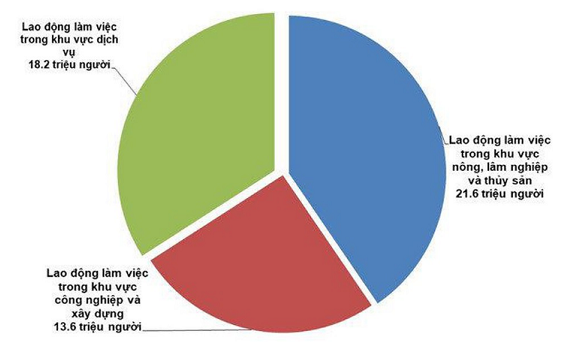 Lao động làm việc
trong khu vực dịch
vụ
18.2 triệu người
Lao động làm việc
trong khu vực
nông, lâm nghiệp
và thủy sản
21.6 triệu người
Lao động làm việc
trong khu vực
công nghiệp và
xây dựng
13.6 triệu người